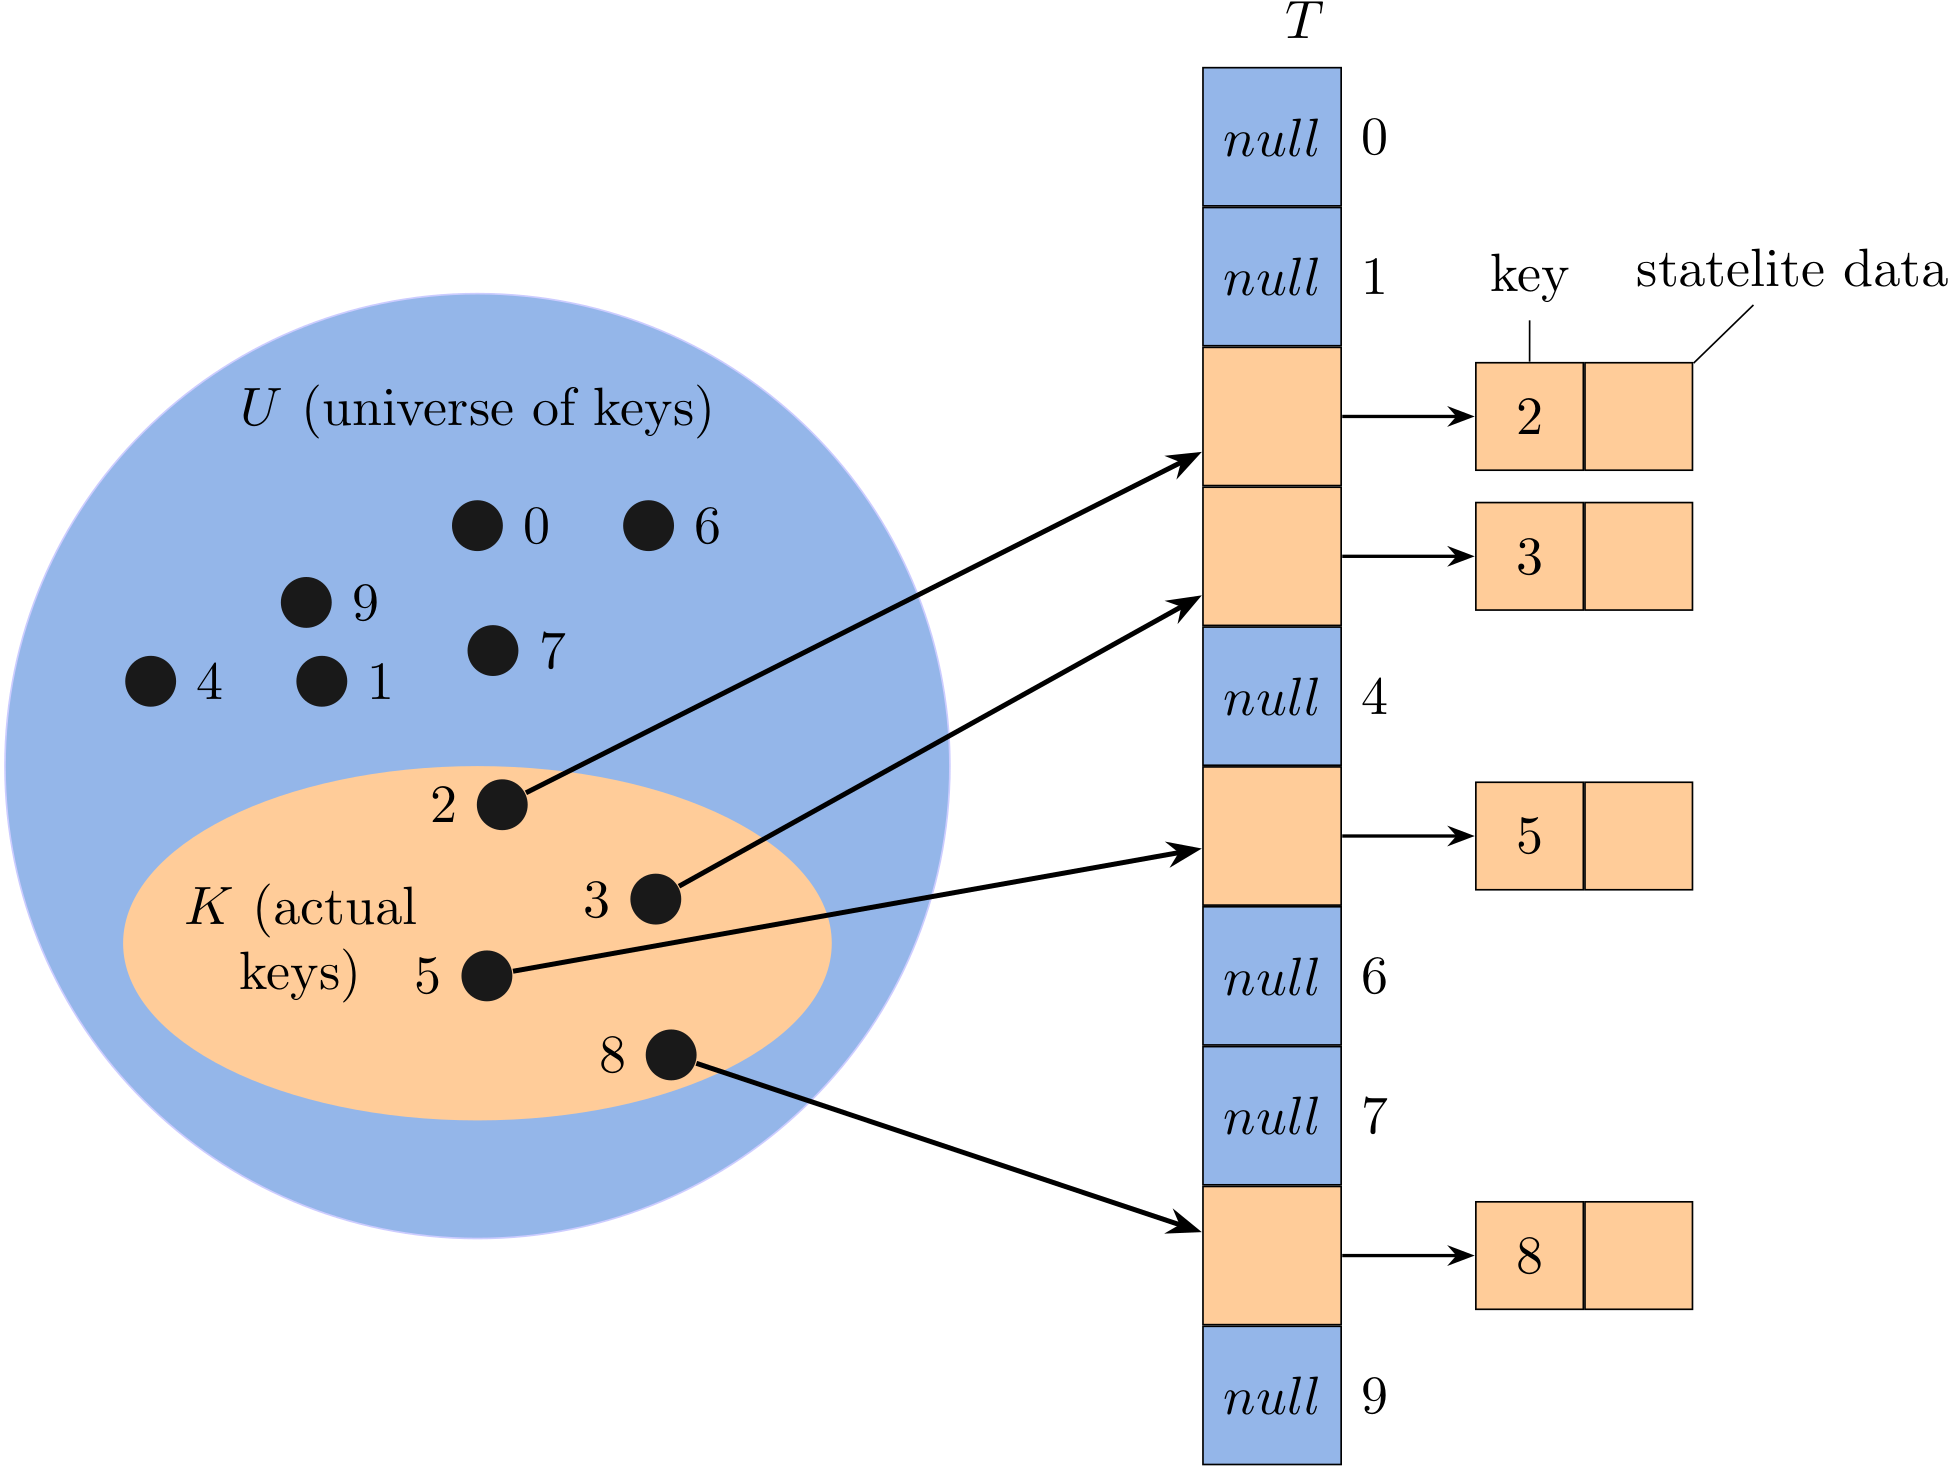 T
null 0
null 1
key
statelite data
2
3
null 4
5
null 6
null 7
8
null 9
U (universe of keys)
0
6
9
7
4
1
2
3
K (actual
keys)
5
8